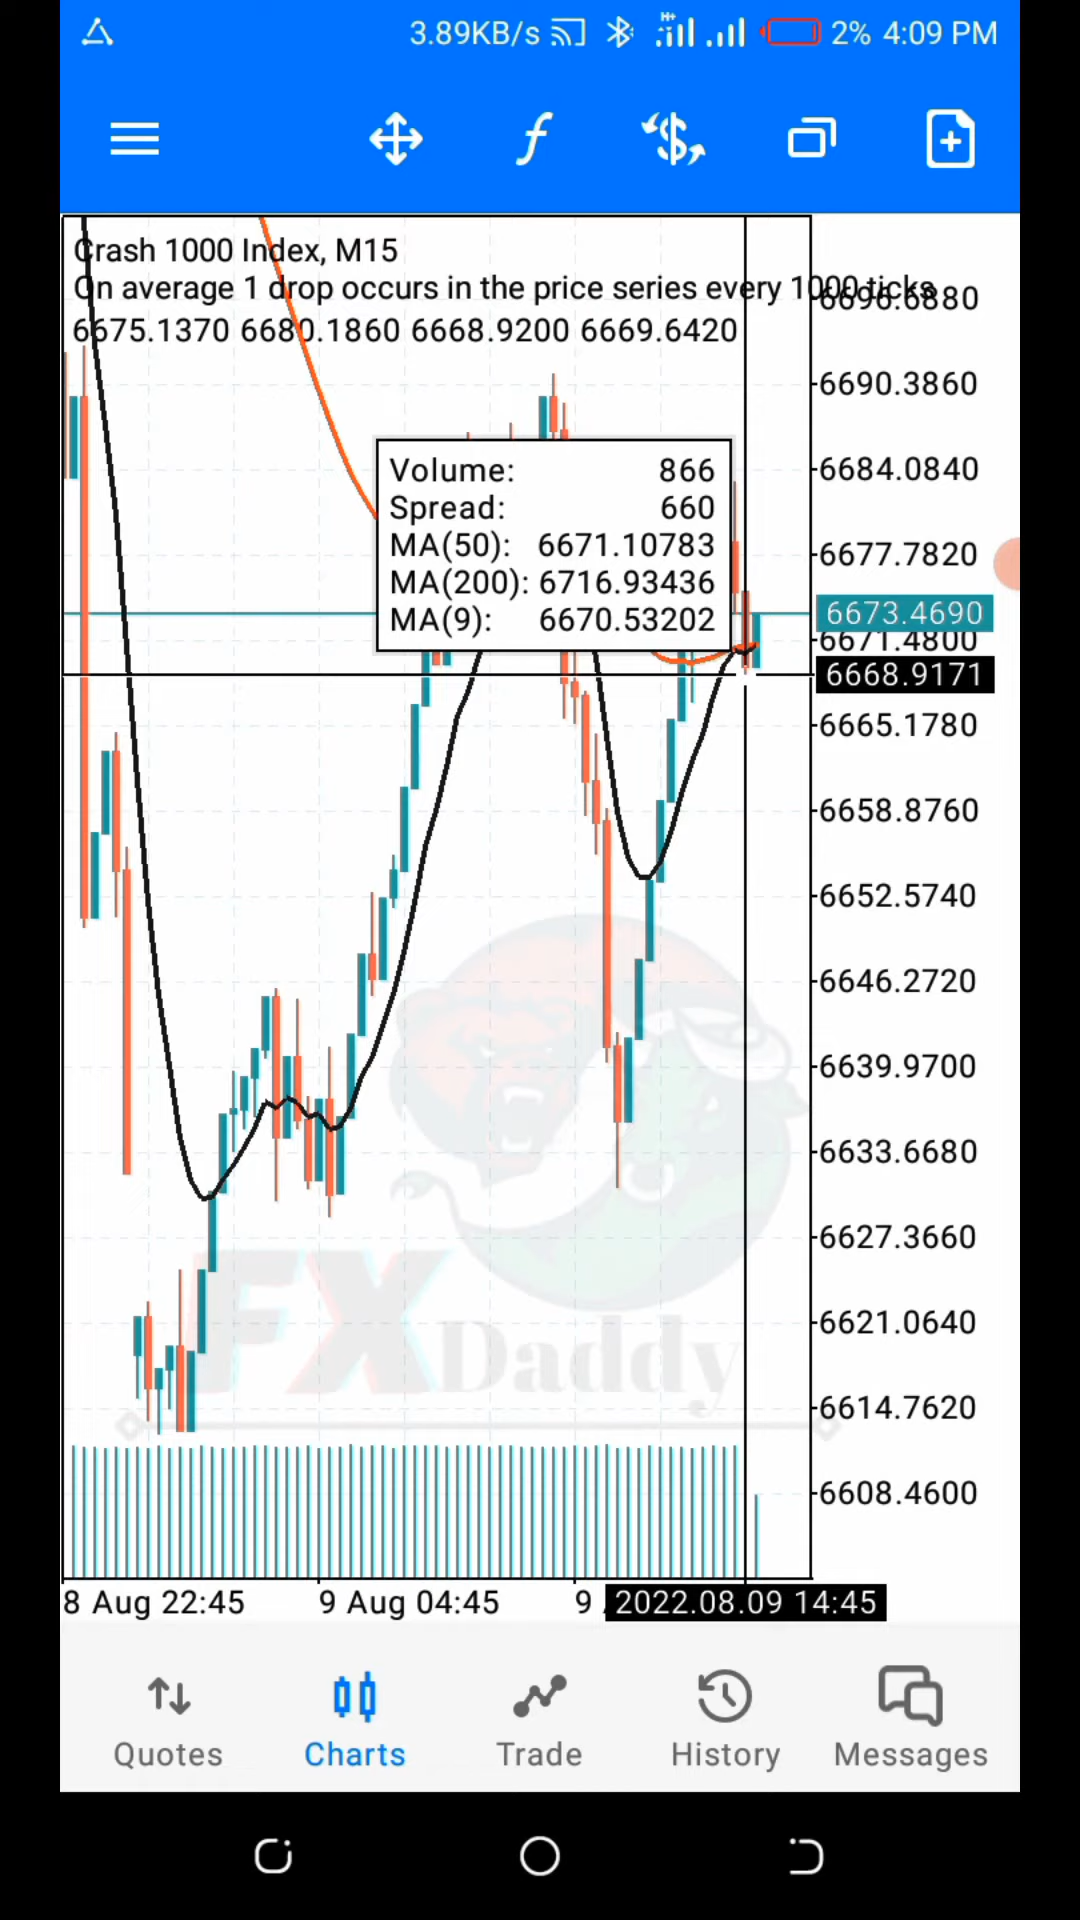 3.89KB/s H+ 2% 4:09 PM
Crash 1000 Index, M15
On average 1 drop occurs in the price series every 1000 ticks
6696.6880
6675.1370 6680.1860 6668.9200 6669.6420
6690.3860
Volume: 866
6684.0840
Spread: 660
MA(50): 6671.10783
6677.7820
MA(200): 6716.93436
MA(9): 6670.53202
6673.4690
6671.4800
6668.9171
6665.1780
6658.8760
6652.5740
6646.2720
6639.9700
6633.6680
6627.3660
6621.0640
FX Daddy
6614.7620
6608.4600
8 Aug 22:45 9 Aug 04:45 9 2022.08.09 14:45
Quotes Charts Trade History Messages